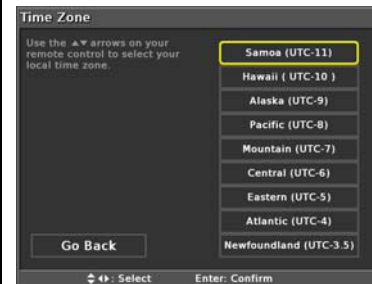 Time Zone
Use the ▲▼ arrows on your
remote control to select your
local time zone.
Samoa (UTC-11)
Hawaii ( UTC-10 )
Alaska (UTC-9)
Pacific (UTC-8)
Mountain (UTC-7)
Central (UTC-6)
Eastern (UTC-5)
Atlantic (UTC-4)
Newfoundland (UTC-3.5)
Go Back
: Select Enter: Confirm